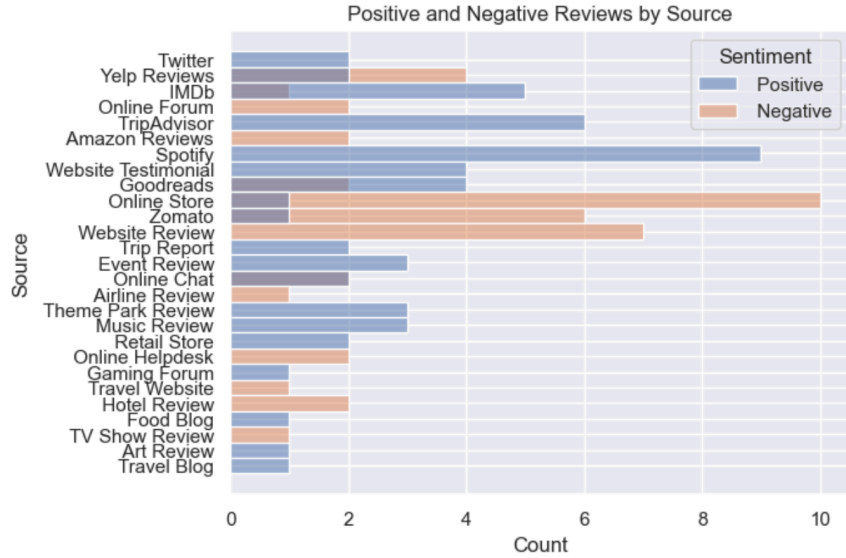 Positive and Negative Reviews by Source
Sentiment
Positive
Negative
Source
Twitter
Yelp Reviews
IMDb
Online Forum
TripAdvisor
Amazon Reviews
Spotify
Website Testimonial
Goodreads
Online Store
Zomato
Website Review
Trip Report
Event Review
Online Chat
Airline Review
Theme Park Review
Music Review
Retail Store
Online Helpdesk
Gaming Forum
Travel Website
Hotel Review
Food Blog
TV Show Review
Art Review
Travel Blog
0 2 4 6 8 10
Count